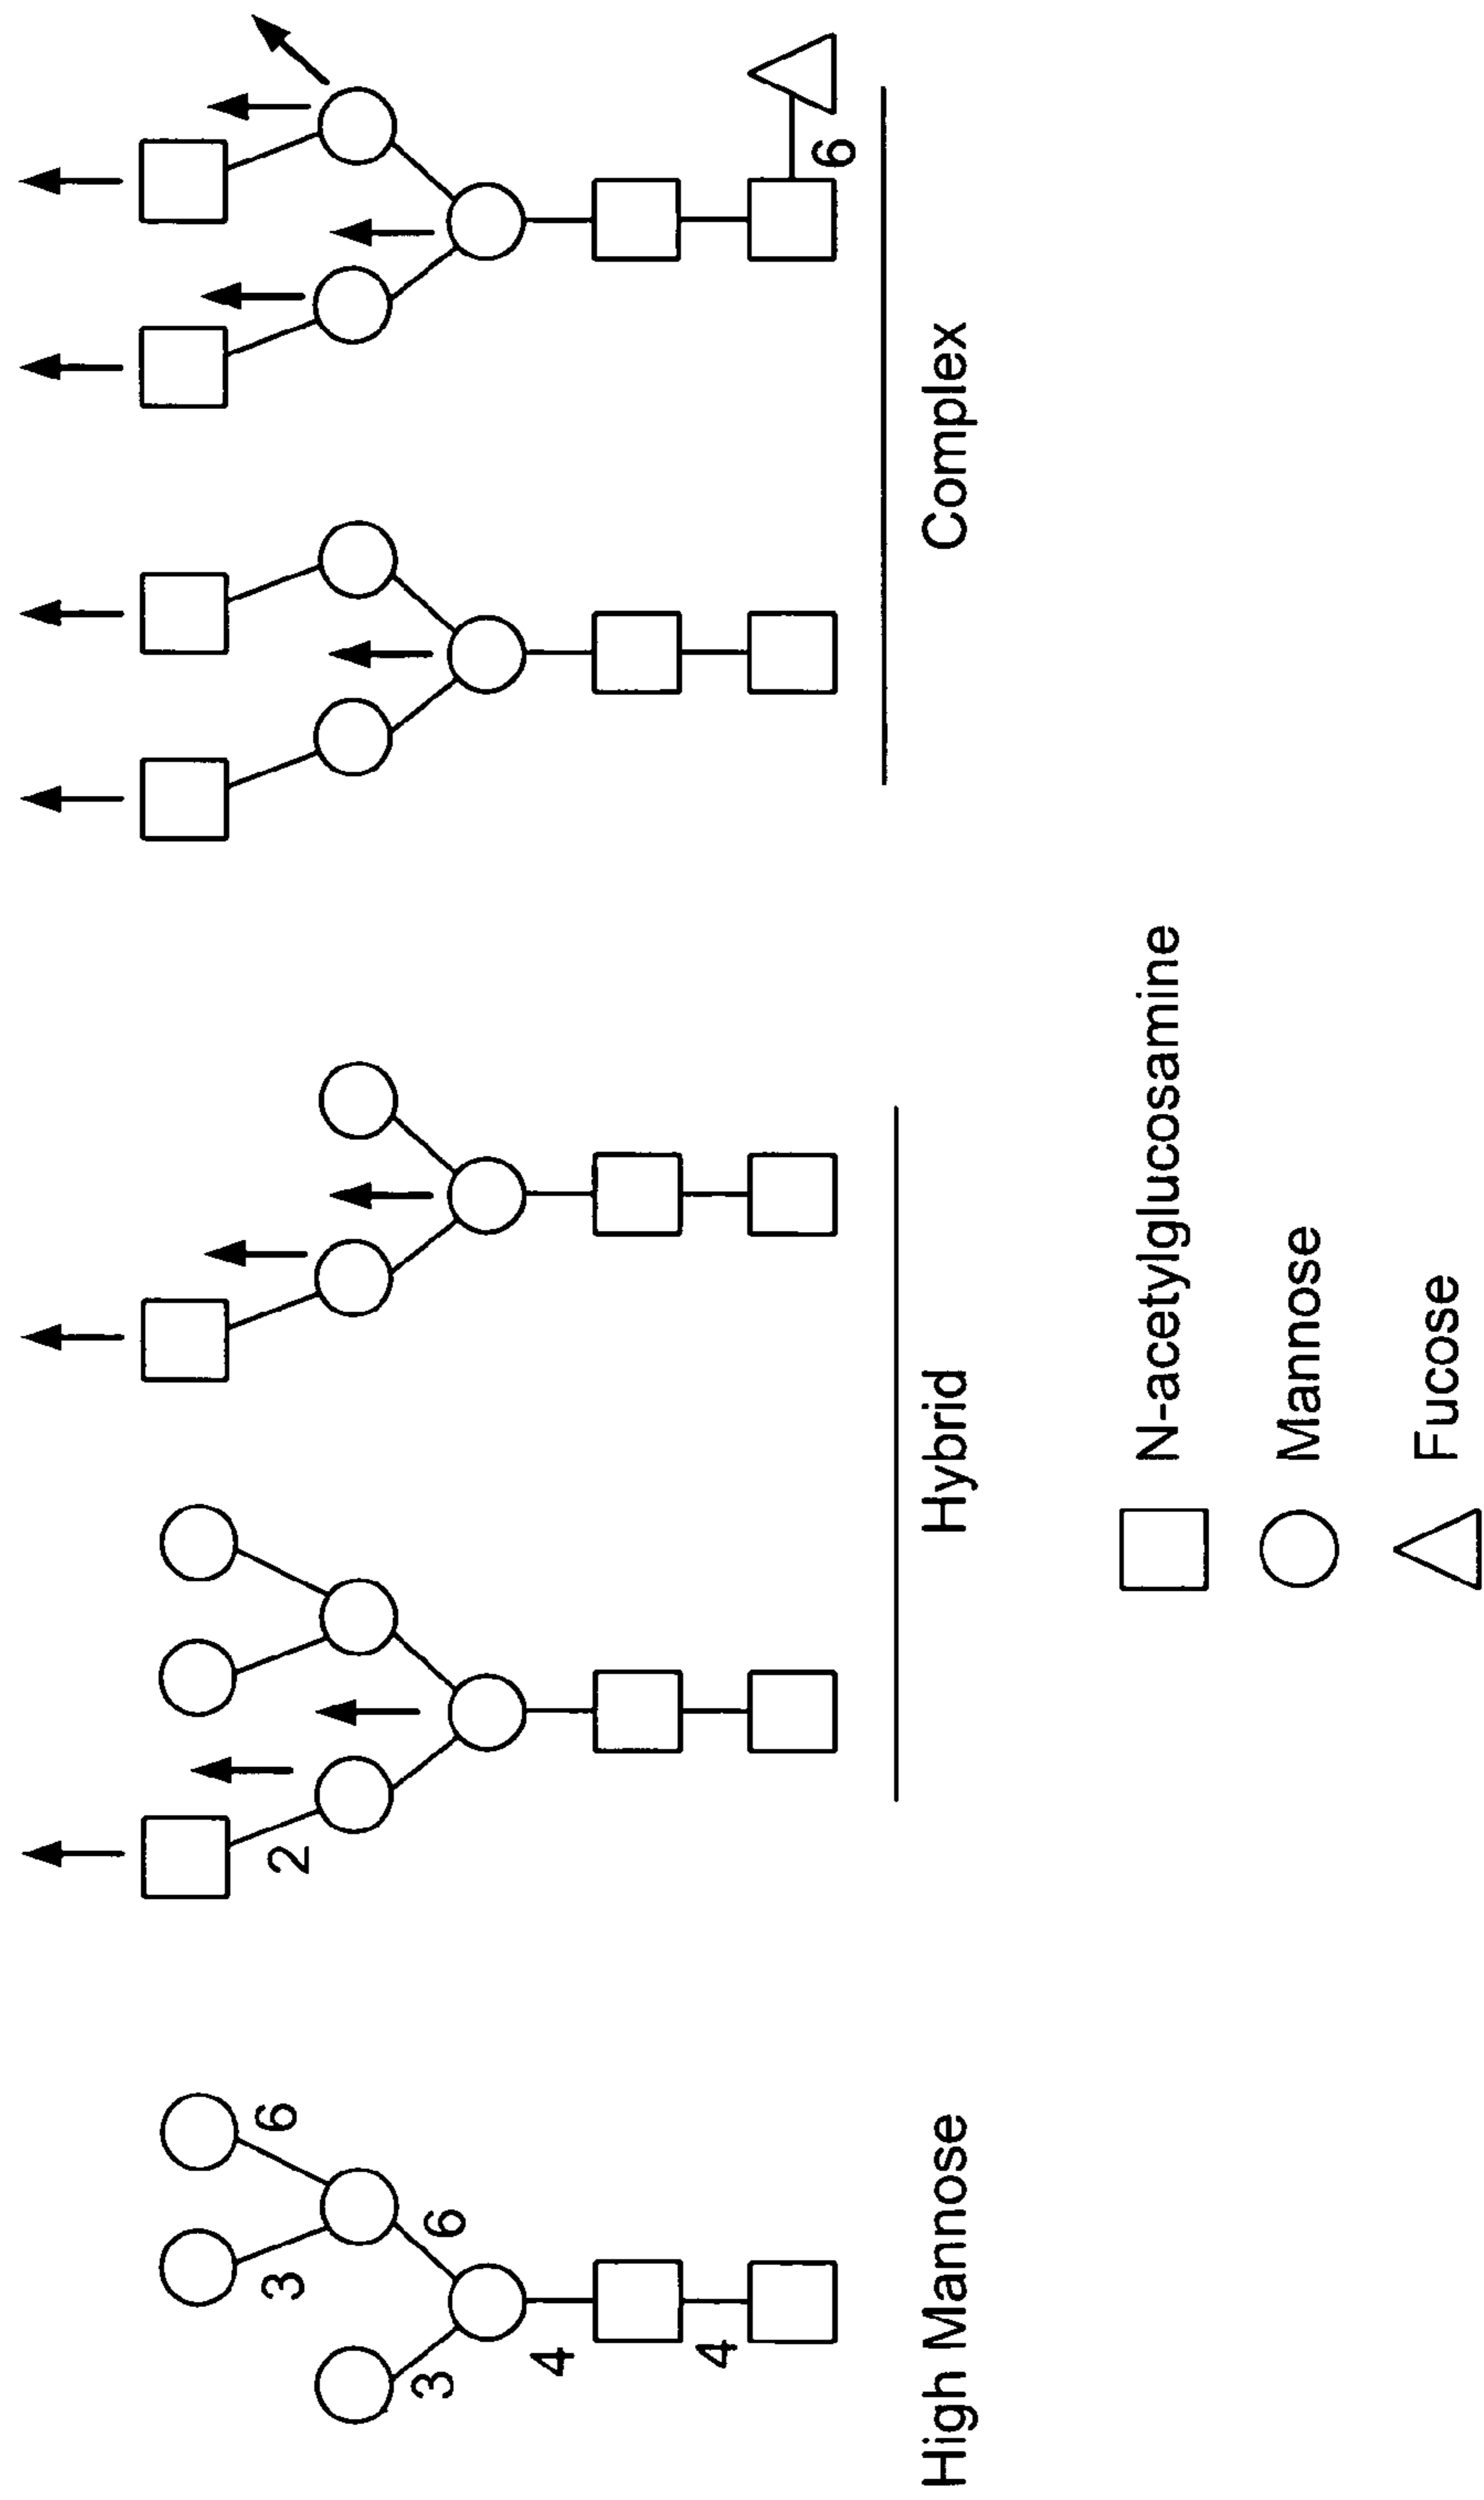 6
3
6
3
4
4
2
6
High Mannose
Hybrid
Complex
N-acetylglucosamine
Mannose
Fucose